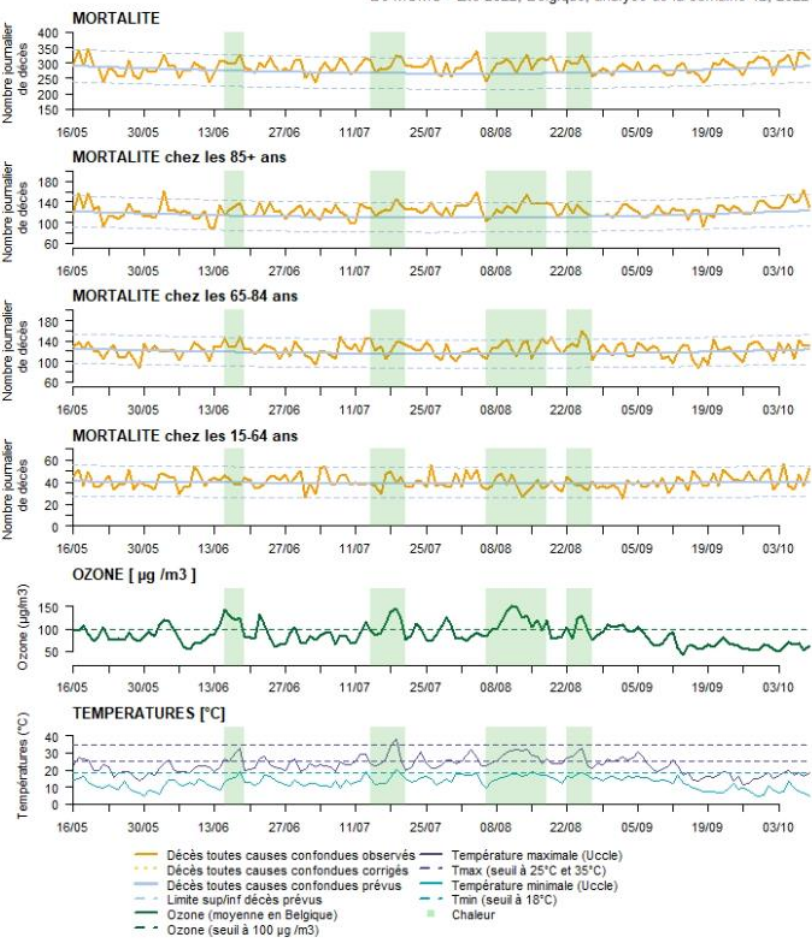 MORTALITE
Nombre journalier
de décès
400
350
300
250
200
150
16/05 30/05 13/06 27/06 11/07 25/07 08/08 22/08 05/09 19/09 03/10
MORTALITE chez les 85+ ans
Nombre journalier
de décès
180
140
100
60
16/05 30/05 13/06 27/06 11/07 25/07 08/08 22/08 05/09 19/09 03/10
MORTALITE chez les 65-84 ans
Nombre journalier
de décès
180
140
100
60
16/05 30/05 13/06 27/06 11/07 25/07 08/08 22/08 05/09 19/09 03/10
MORTALITE chez les 15-64 ans
Nombre journalier
de décès
60
40
20
0
16/05 30/05 13/06 27/06 11/07 25/07 08/08 22/08 05/09 19/09 03/10
OZONE [ µg /m3 ]
Ozone (µg/m3)
150
100
50
16/05 30/05 13/06 27/06 11/07 25/07 08/08 22/08 05/09 19/09 03/10
TEMPERATURES [°C]
Températures (°C)
40
30
20
10
0
16/05 30/05 13/06 27/06 11/07 25/07 08/08 22/08 05/09 19/09 03/10
Décès toutes causes confondues observés
Décès toutes causes confondues corrigés
Décès toutes causes confondues prévus
Limite sup/inf décès prévus
Ozone (moyenne en Belgique)
Ozone (seuil à 100 µg /m3)
Température maximale (Uccle)
Tmax (seuil à 25°C et 35°C)
Température minimale (Uccle)
Tmin (seuil à 18°C)
Chaleur